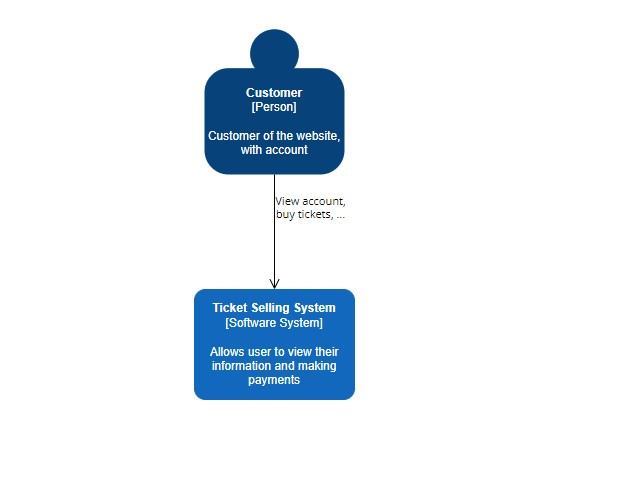 Customer
[Person]
Customer of the website,
with account
View account,
buy tickets, ...
Ticket Selling System
[Software System]
Allows user to view their
information and making
payments